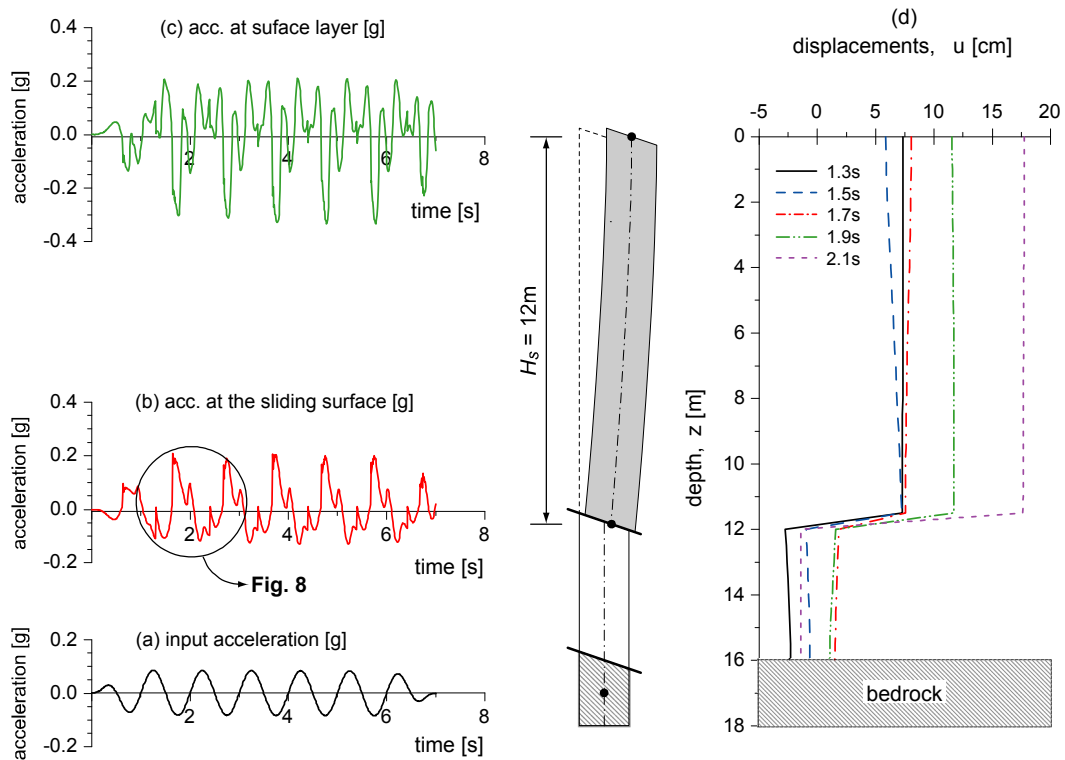 (c) acc. at suface layer [g]
0.4
0.2
0.0
-0.2
-0.4
acceleration [g]
2
4
6
8
time [s]
(b) acc. at the sliding surface [g]
0.4
0.2
0.0
-0.2
acceleration [g]
2
4
6
8
time [s]
Fig. 8
(a) input acceleration [g]
0.2
0.0
-0.2
acceleration [g]
2
4
6
8
time [s]
Hs = 12m
(d)
displacements, u [cm]
-5 0 5 10 15 20
0
2
4
6
8
10
12
14
16
18
depth, z [m]
1.3s
1.5s
1.7s
1.9s
2.1s
bedrock